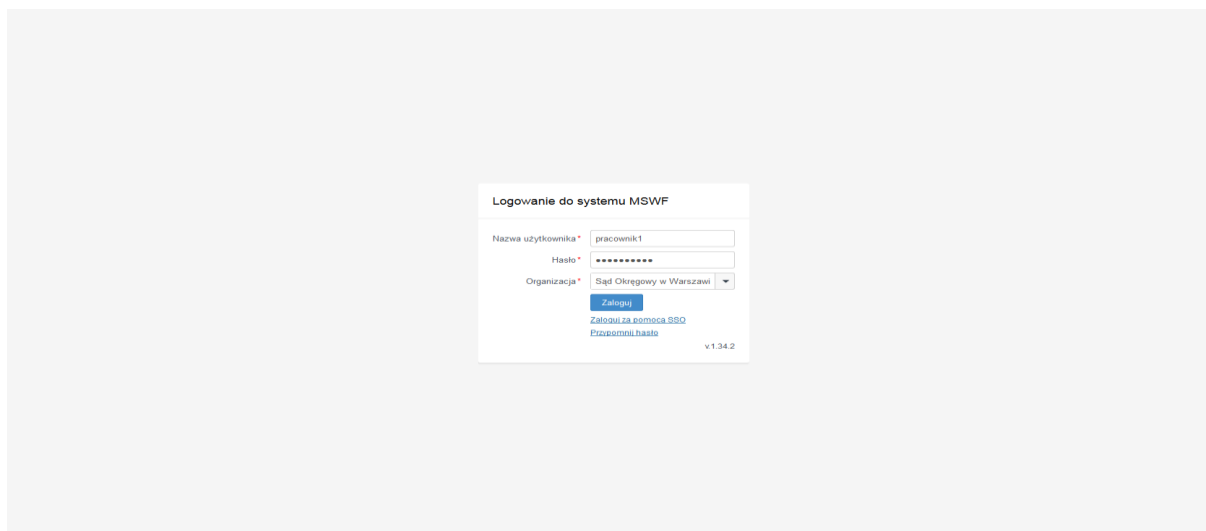 Logowanie do systemu MSWF
Nazwa użytkownika* pracownik1
Hasło* ●●●●●●●●●●
Organizacja* Sąd Okręgowy w Warszawi
Zaloguj
Zaloguj za pomocą SSO
Przypomnij hasło
v.1.34.2